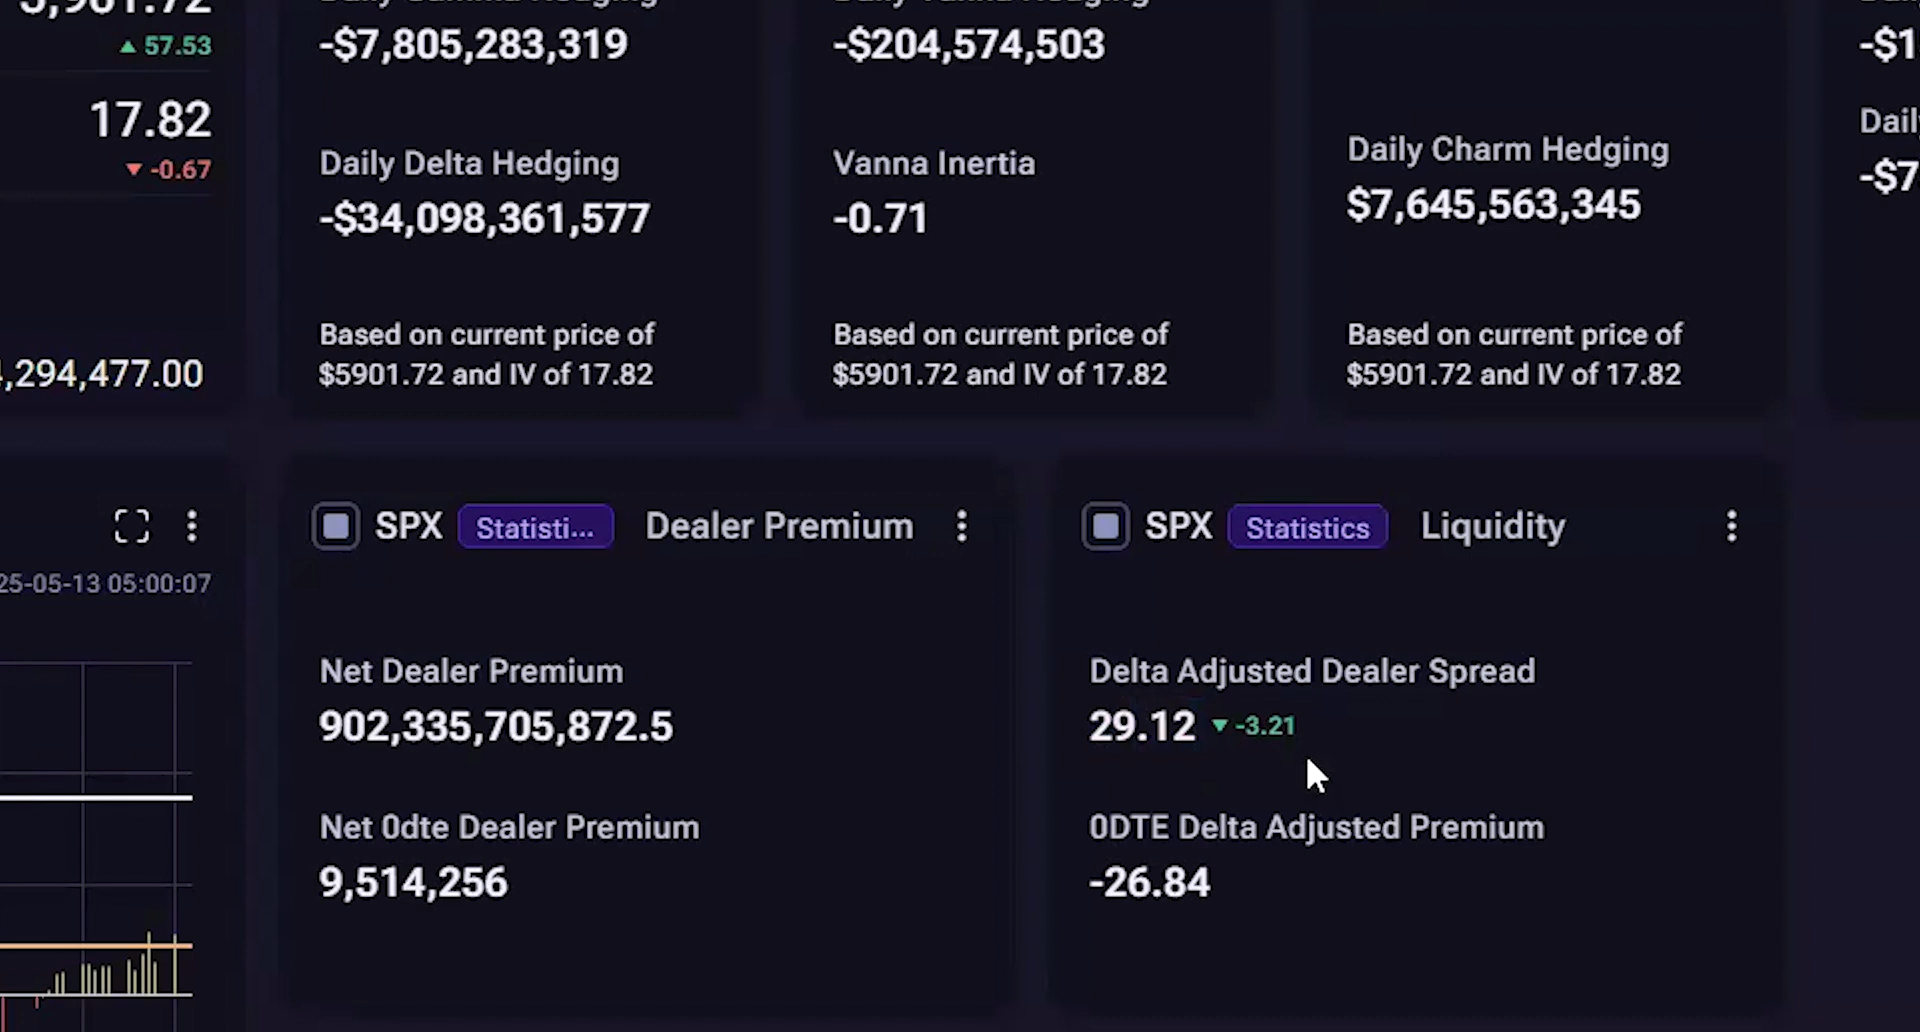 57.53
17.82
-0.67
,294,477.00
-$7,805,283,319
Daily Delta Hedging
-$34,098,361,577
Based on current price of
$5901.72 and IV of 17.82
-$204,574,503
Vanna Inertia
-0.71
Based on current price of
$5901.72 and IV of 17.82
Daily Charm Hedging
$7,645,563,345
Based on current price of
$5901.72 and IV of 17.82
-$1
Dail
-$7
25-05-13 05:00:07
SPX Statisti... Dealer Premium
Net Dealer Premium
902,335,705,872.5
Net 0dte Dealer Premium
9,514,256
SPX Statistics Liquidity
Delta Adjusted Dealer Spread
29.12 -3.21
0DTE Delta Adjusted Premium
-26.84